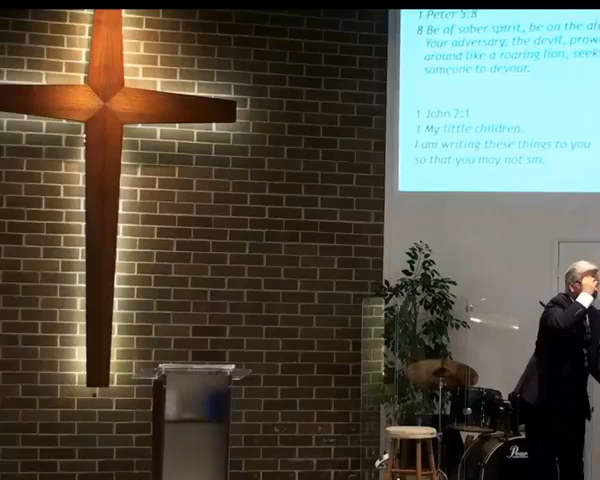 1 Peter 5:8
8 Be of sober spirit, be on the
Your adversary, the devil,
around like a roaring lion,
someone to devour.
1 John 2:1
1 My little children,
I am writing these things to you
so that you may not sin.
Pear